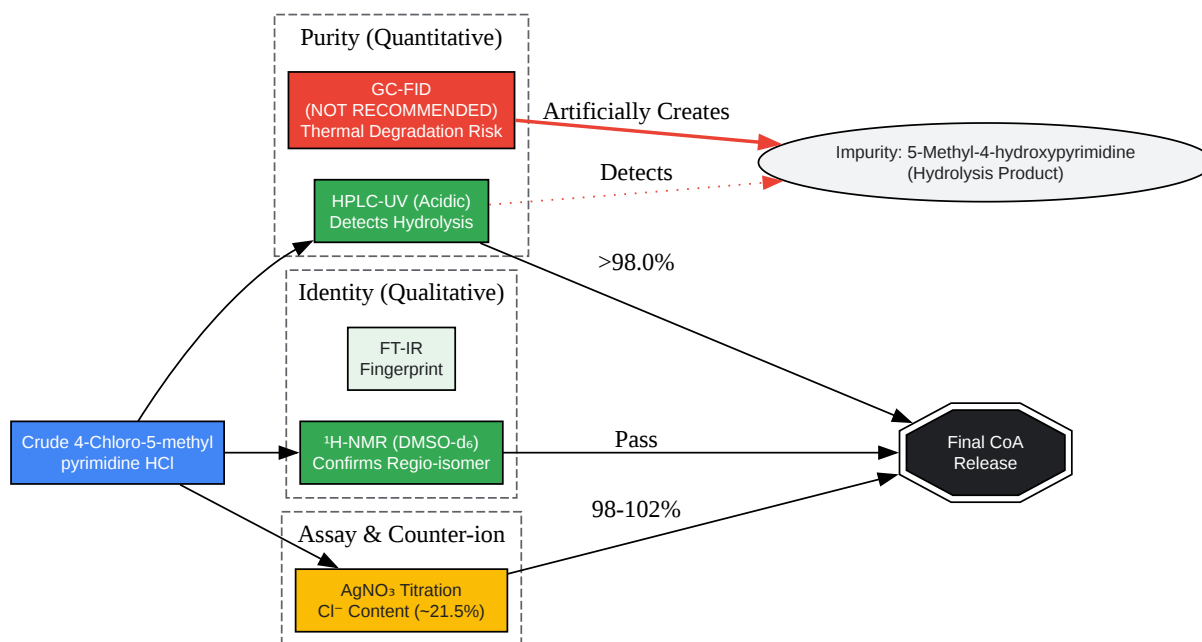 Purity (Quantitative)
GC-FID
(NOT RECOMMENDED)
Thermal Degradation Risk
Artificially Creates
Impurity: 5-Methyl-4-hydroxypyrimidine
(Hydrolysis Product)
Detects
HPLC-UV (Acidic)
Detects Hydrolysis
>98.0%
Identity (Qualitative)
FT-IR
Fingerprint
Crude 4-Chloro-5-methyl
pyrimidine HCl
¹H-NMR (DMSO-d₆)
Confirms Regio-isomer
Pass
Final CoA
Release
98-102%
Assay & Counter-ion
AgNO₃ Titration
Cl⁻ Content (~21.5%)